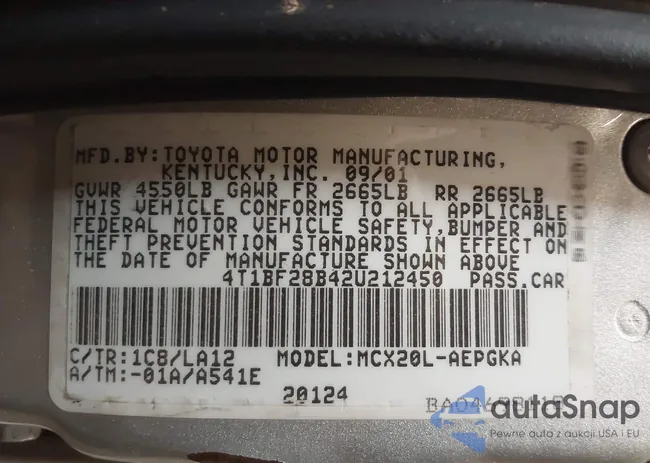 MFD.BY:TOYOTA MOTOR MANUFACTURING,
KENTUCKY,INC. 09/01
GVWR 4550LB GAWR FR 2665LB RR 2665LB
THIS VEHICLE CONFORMS TO ALL APPLICABLE
FEDERAL MOTOR VEHICLE SAFETY,BUMPER AND
THEFT PREVENTION STANDARDS IN EFFECT ON
THE DATE OF MANUFACTURE SHOWN ABOVE
4T1BF28B42U212450 PASS.CAR
C/TR:1C8/LA12 MODEL:MCX20L-AEPGKA
A/TM:-01A/A541E
20124
autoSnap
Pewne auta z aukcji USA i EU